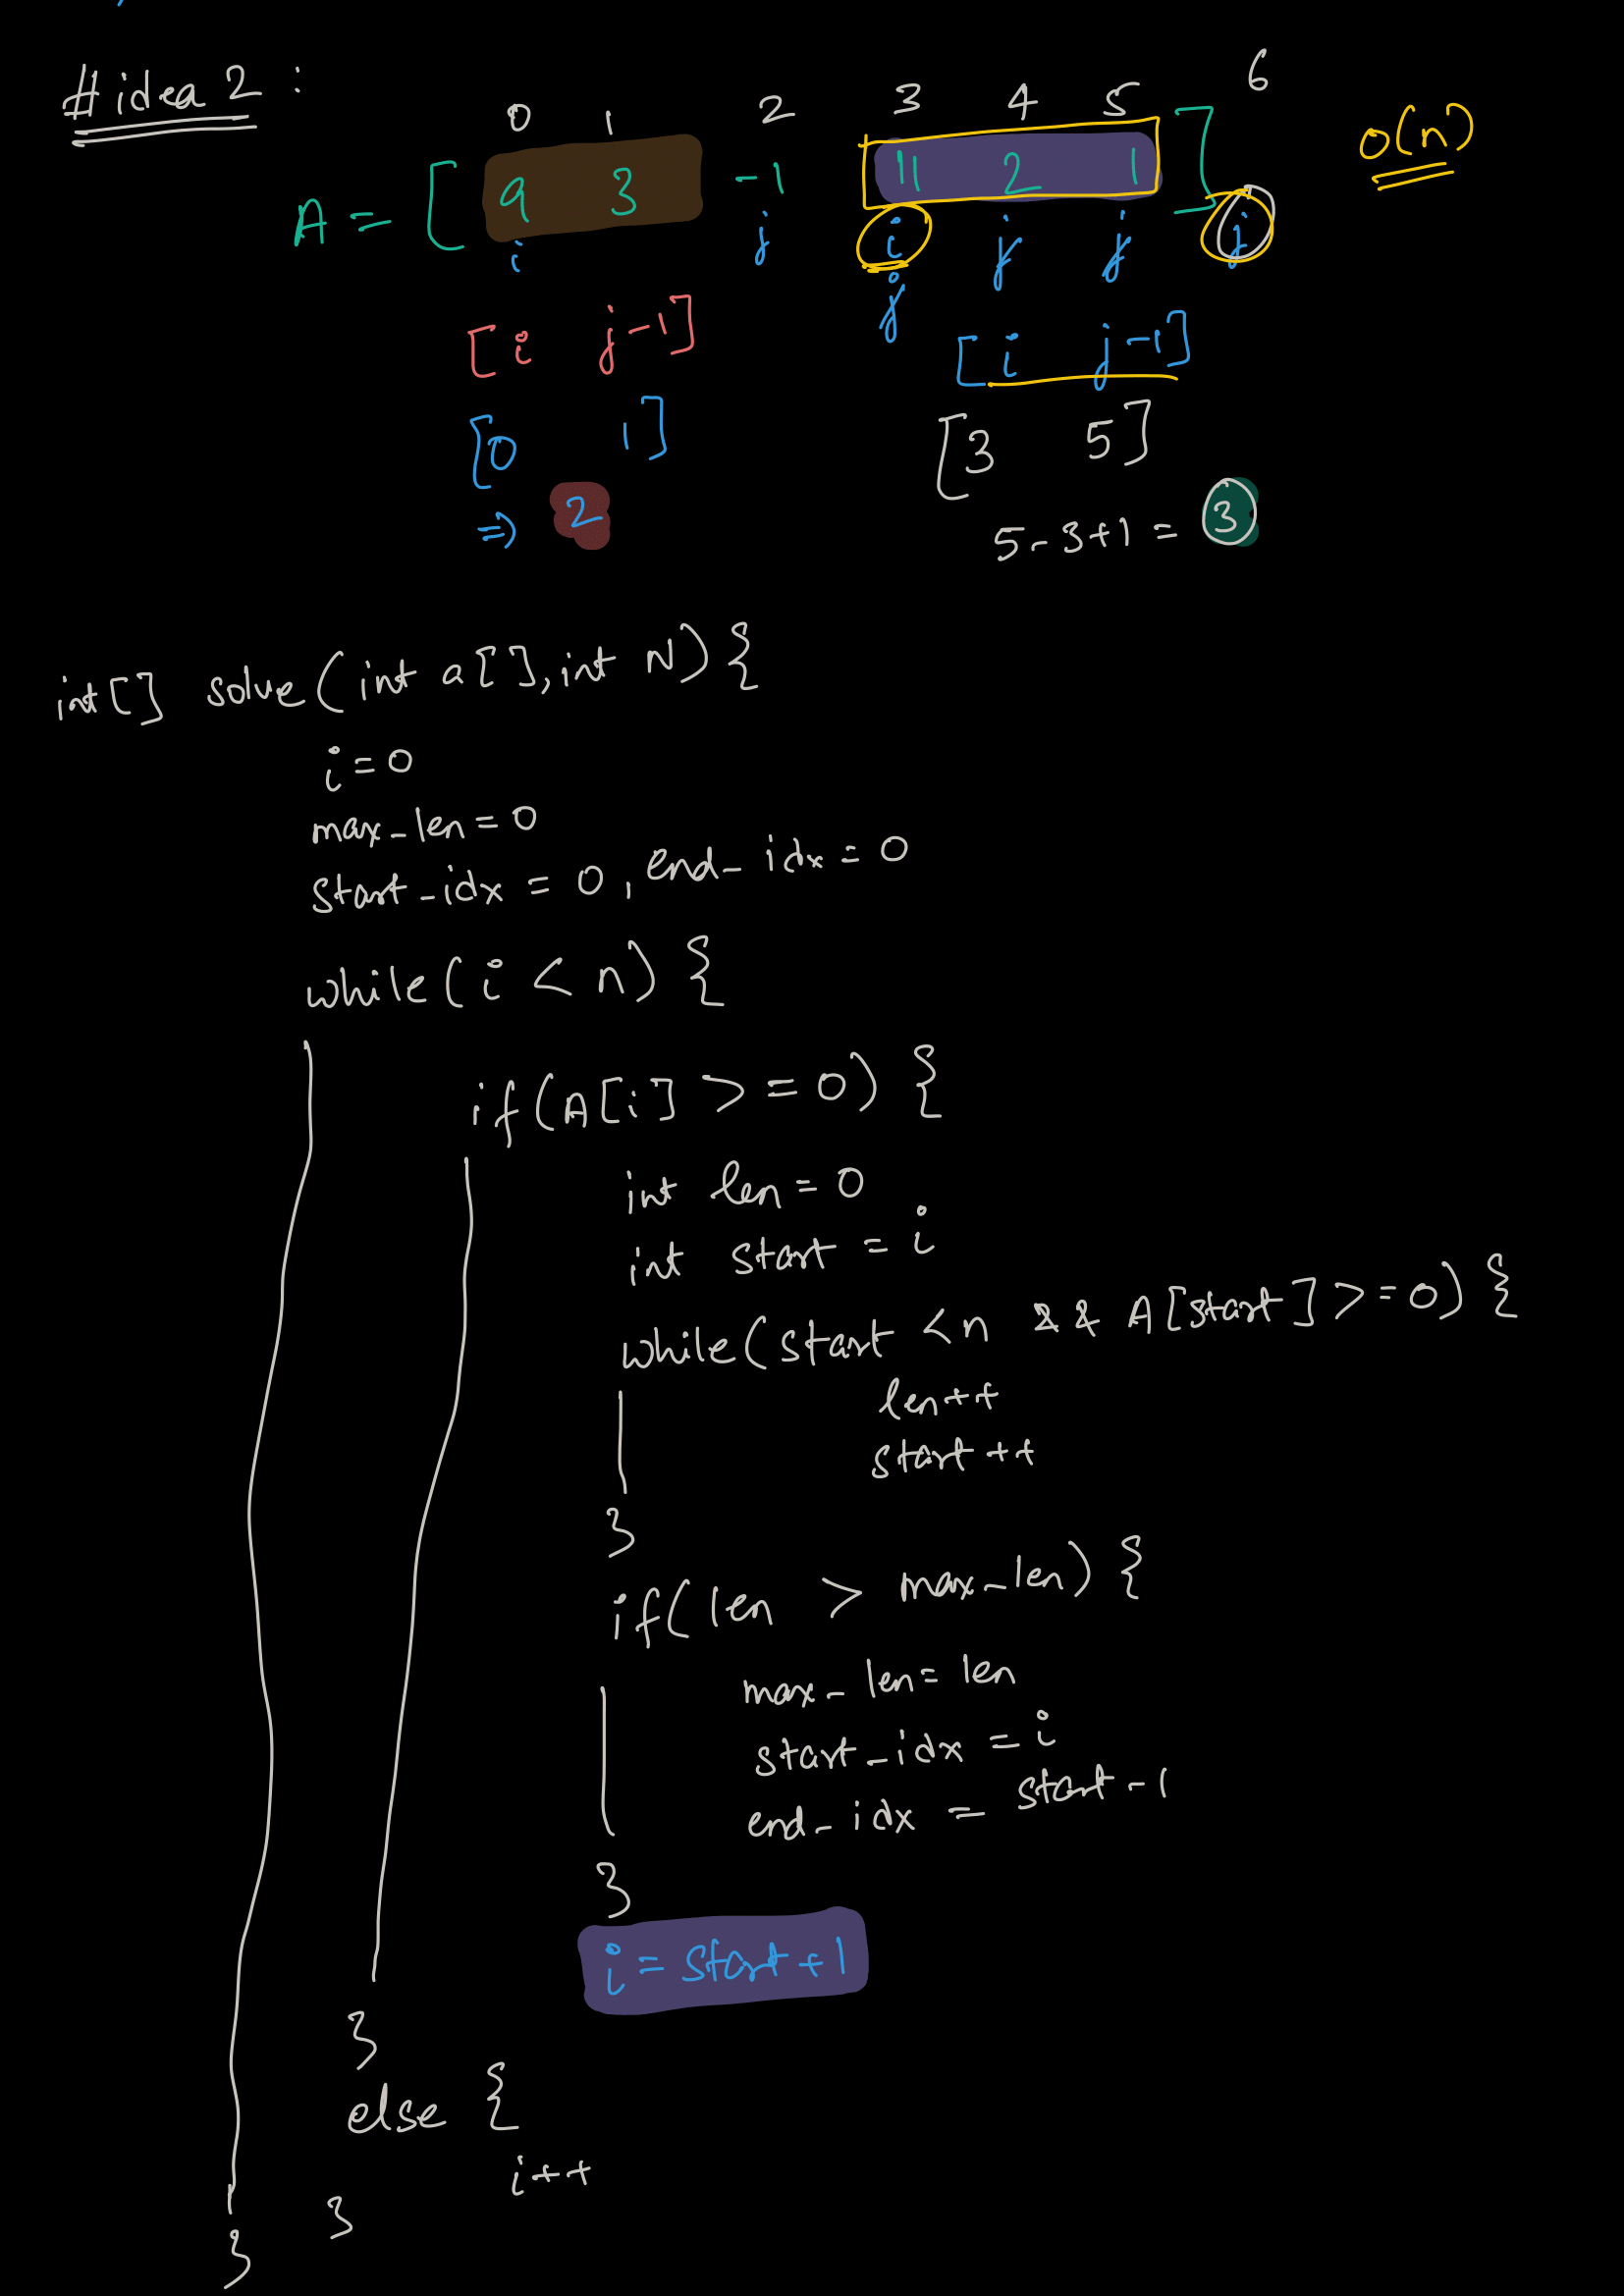 #idea 2 :
0 1 2 3 4 5 6
A = [ 9 3 -1 11 2 1 ]
O(n)
i j i j j j
j
[i j-1] [i j-1]
[0 1] [3 5]
=> 2 5-3+1 = 3
int[] solve(int a[], int N) {
i = 0
max_len = 0
start_idx = 0, end_idx = 0
while(i < n) {
if(A[i] >= 0) {
int len = 0
int start = i
while(start < n && A[start] >= 0) {
len++
start++
}
if(len > max_len) {
max_len = len
start_idx = i
end_idx = start-1
}
i = start+1
}
else {
i++
}
}